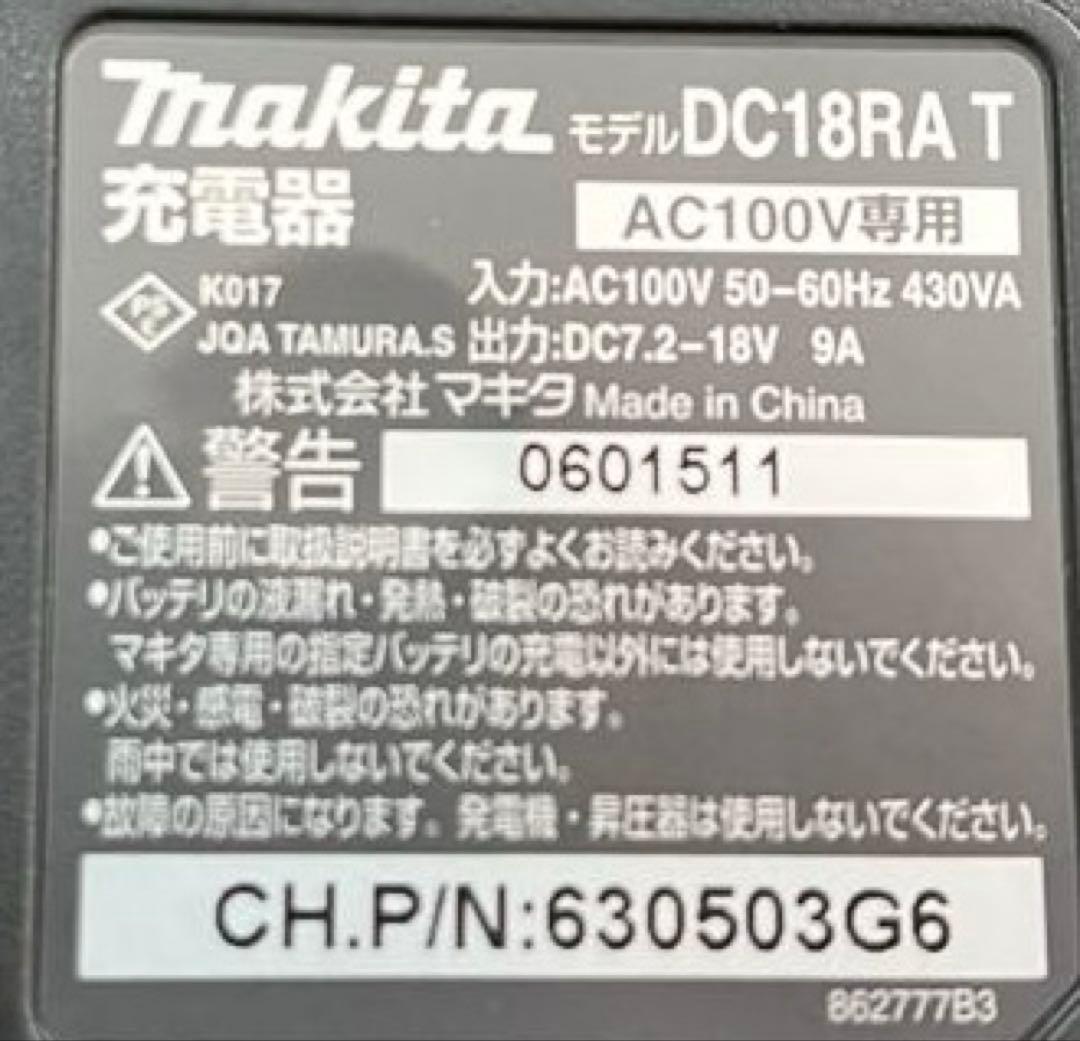 makita モデルDC18RA T
充電器 AC100V専用
PS E K017 入力:AC100V 50-60Hz 430VA
JQA TAMURA.S 出力:DC7.2-18V 9A
株式会社マキタ Made in China
警告 0601511
●ご使用前に取扱説明書を必ずよくお読みください。
●バッテリの液漏れ・発熱・破裂の恐れがあります。
マキタ専用の指定バッテリの充電以外には使用しないでください。
●火災・感電・破裂の恐れがあります。
雨中では使用しないでください。
●故障の原因になります。発電機・昇圧器は使用しないでください。
CH.P/N:630503G6
862777B3